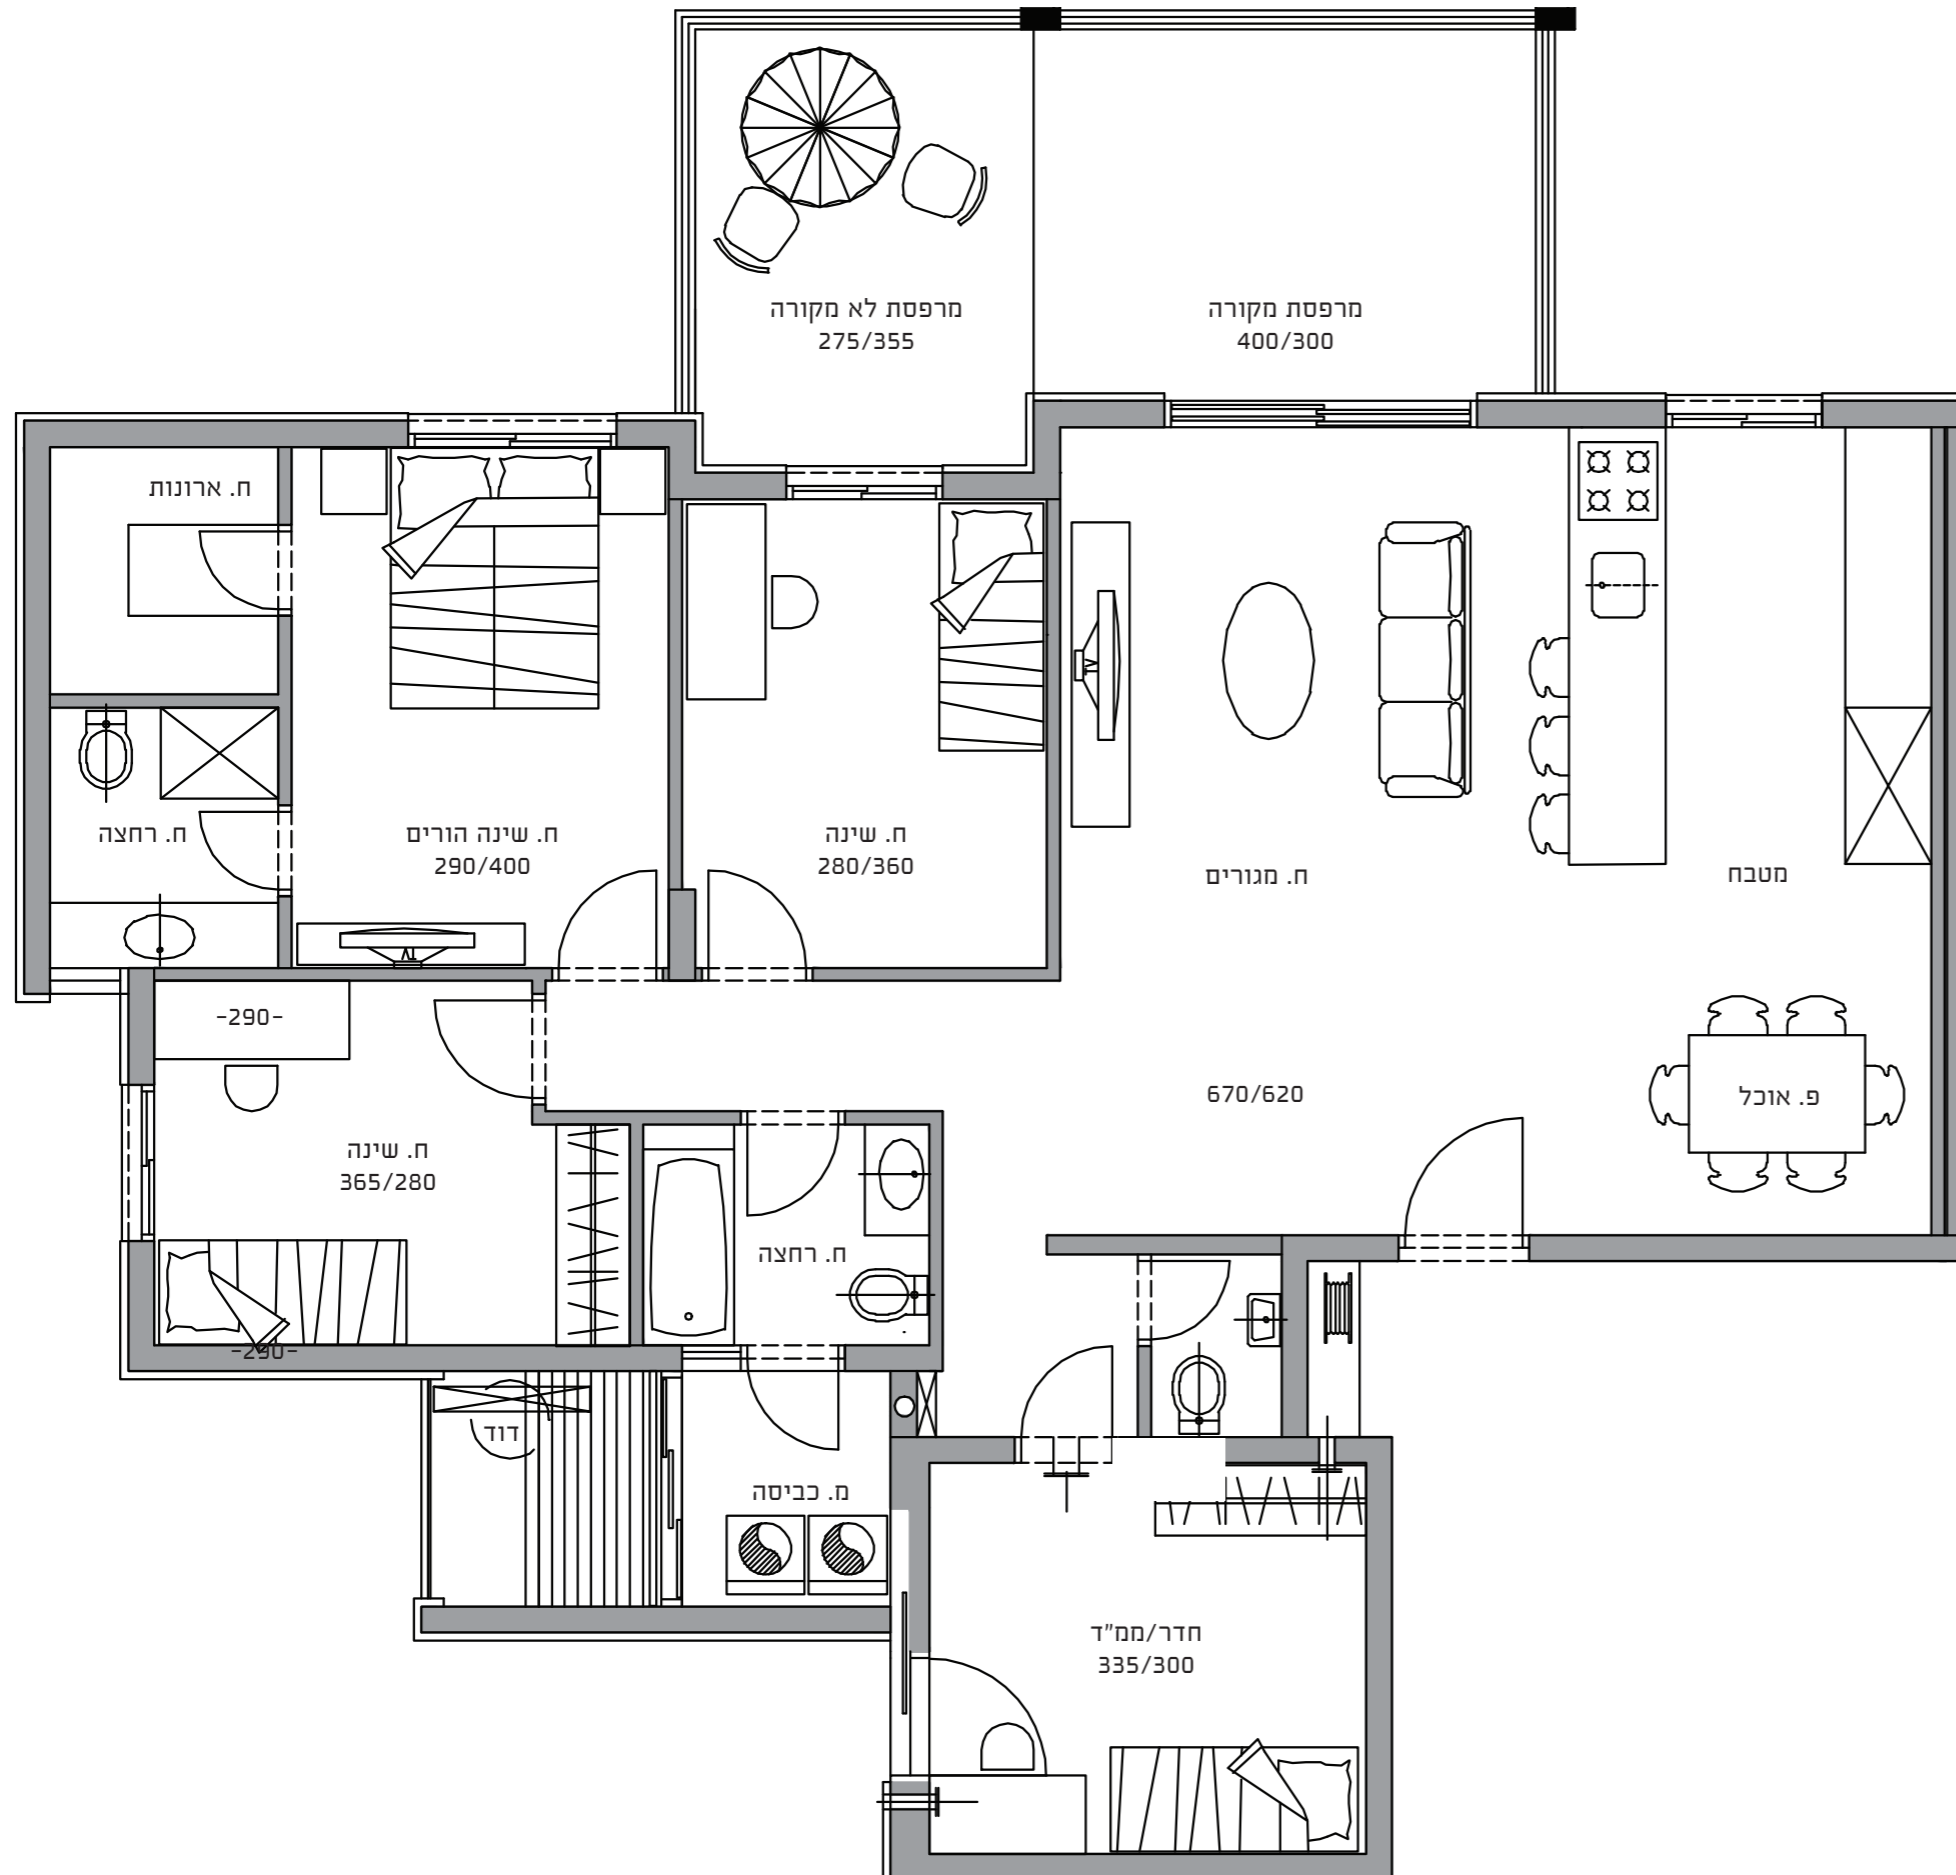 מרפסת לא מקורה
275/355
מרפסת מקורה
400/300
ח. ארונות
ח. רחצה
ח. שינה הורים
290/400
ח. שינה
280/360
ח. מגורים
מטבח
-290-
670/620
פ. אוכל
ח. שינה
365/280
ח. רחצה
-290-
דוד
מ. כביסה
חדר/ממ"ד
335/300